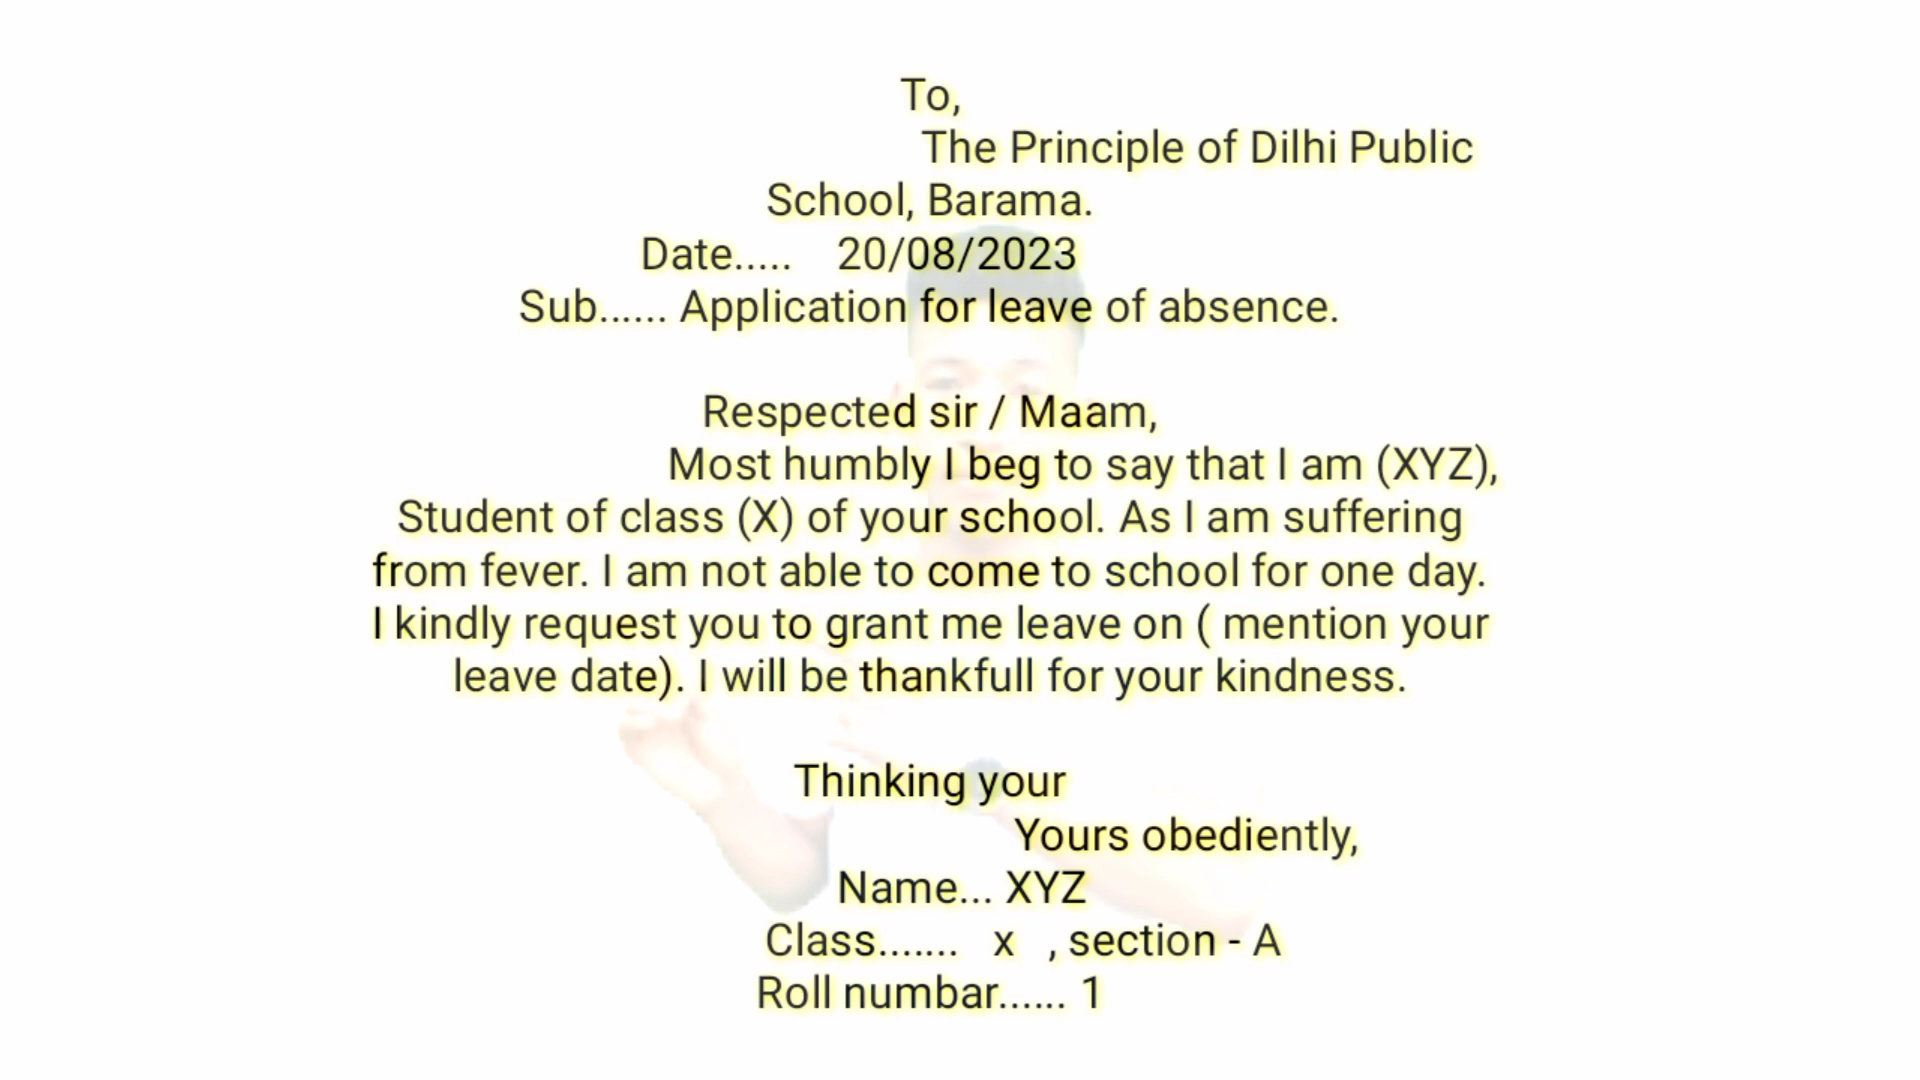 To,
The Principle of Dilhi Public
School, Barama.
Date..... 20/08/2023
Sub...... Application for leave of absence.
Respected sir / Maam,
Most humbly I beg to say that I am (XYZ),
Student of class (X) of your school. As I am suffering
from fever. I am not able to come to school for one day.
I kindly request you to grant me leave on ( mention your
leave date). I will be thankfull for your kindness.
Thinking your
Yours obediently,
Name... XYZ
Class....... x , section - A
Roll numbar...... 1